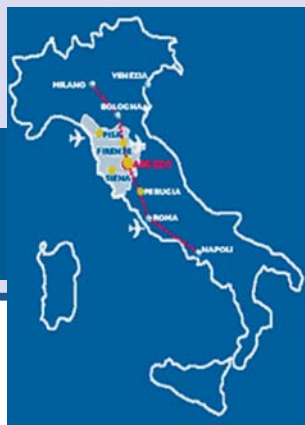 VENEZIA
MILANO
BOLOGNA
PISA
FIRENZE
AREZZO
SIENA
PERUGIA
ROMA
NAPOLI